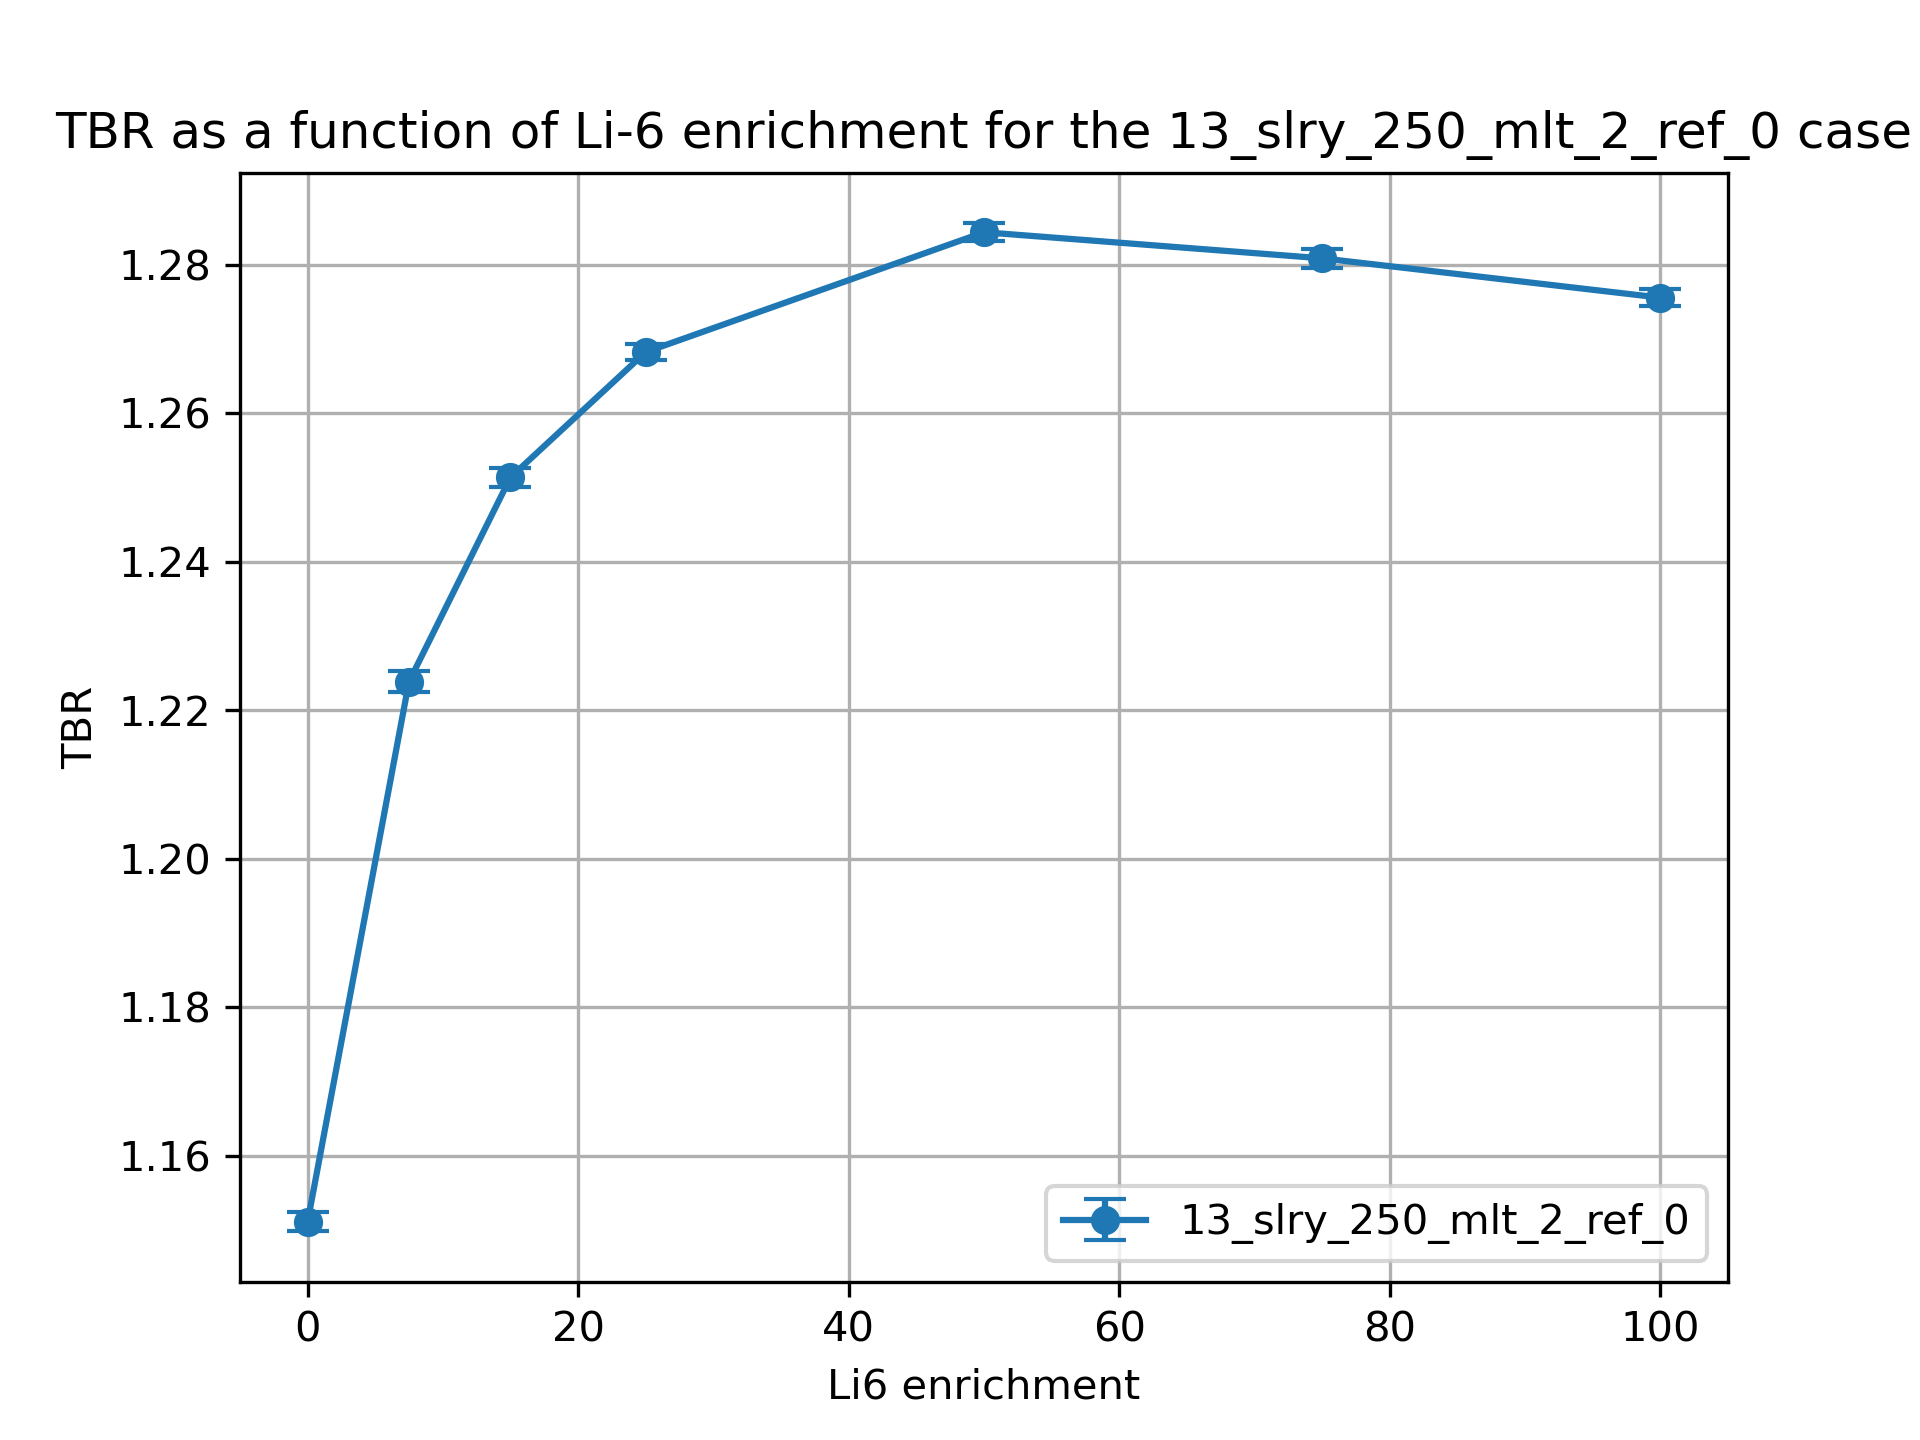 TBR as a function of Li-6 enrichment for the 13_slry_250_mlt_2_ref_0 case
1.28
1.26
1.24
1.22
1.20
1.18
1.16
TBR
13_slry_250_mlt_2_ref_0
0 20 40 60 80 100
Li6 enrichment